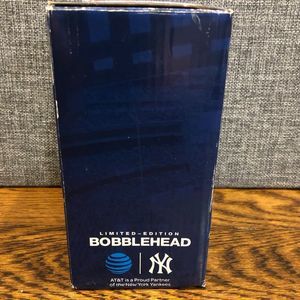 LIMITED-EDITION
BOBBLEHEAD
NY
AT&T is a Proud Partner
of the New York Yankees